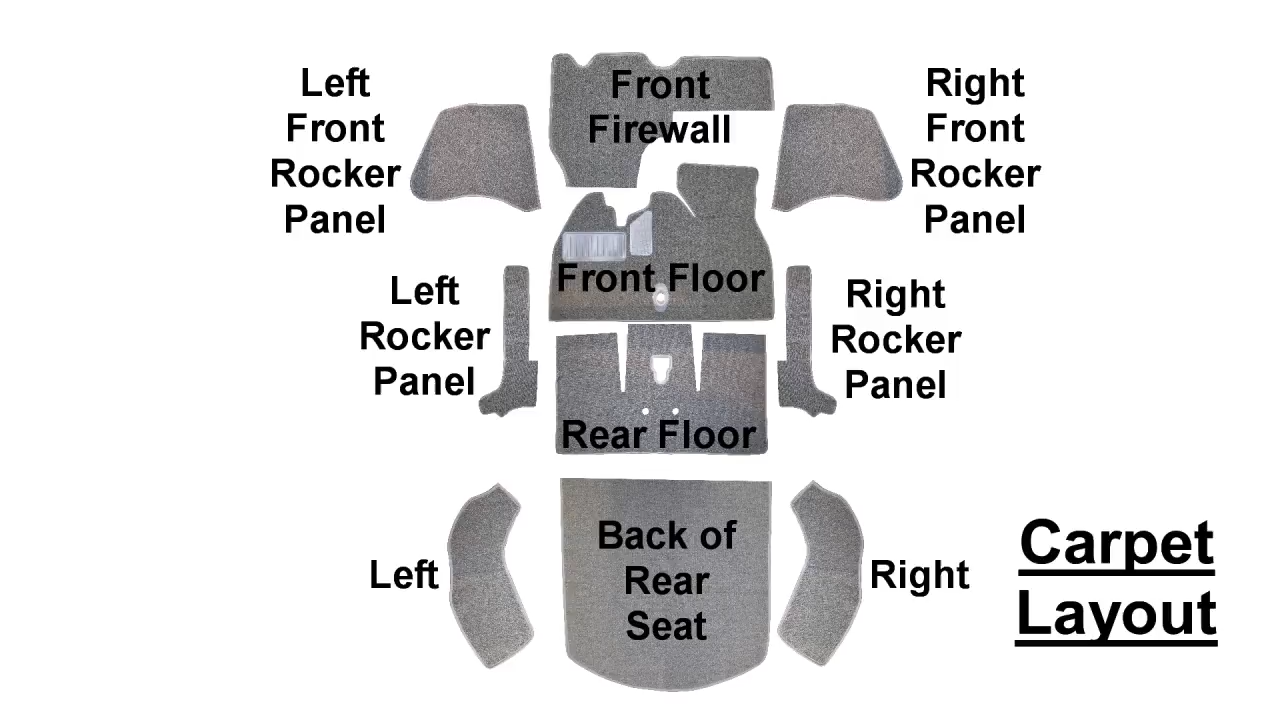 Left
Front
Rocker
Panel
Front
Firewall
Right
Front
Rocker
Panel
Left
Rocker
Panel
Front Floor
Right
Rocker
Panel
Rear Floor
Left
Back of
Rear
Seat
Right
Carpet
Layout